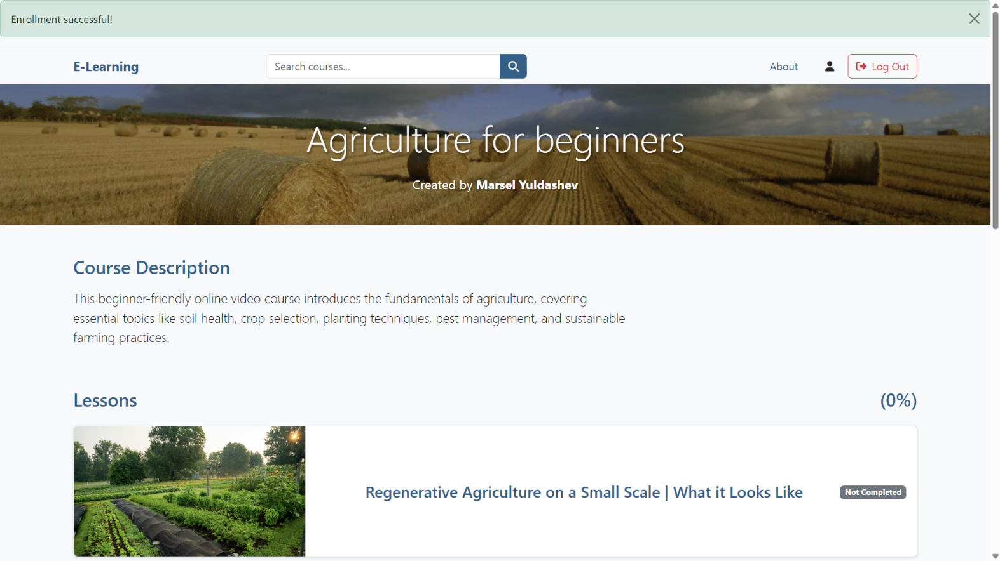 Enrollment successful!
E-Learning
Search courses...
About
Log Out
Agriculture for beginners
Created by Marsel Yuldashev
Course Description
This beginner-friendly online video course introduces the fundamentals of agriculture, covering
essential topics like soil health, crop selection, planting techniques, pest management, and sustainable
farming practices.
Lessons
(0%)
Regenerative Agriculture on a Small Scale | What it Looks Like
Not Completed